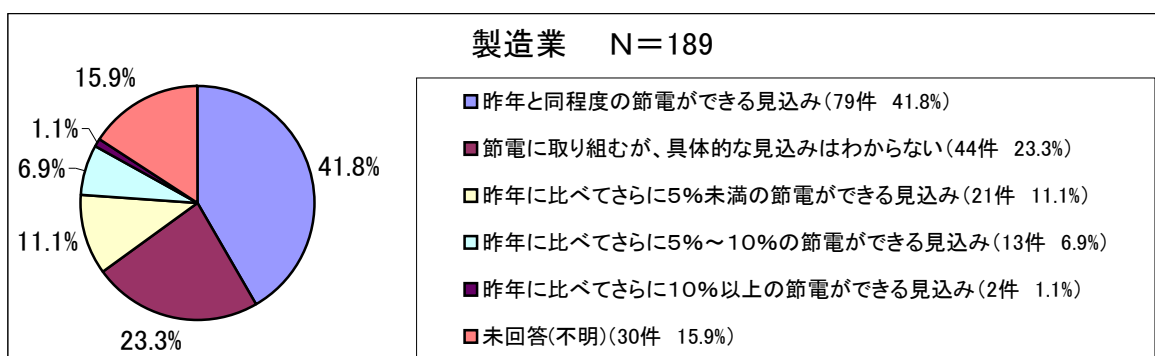 製造業　N＝189
15.9%
1.1%
6.9%
11.1%
23.3%
41.8%
昨年と同程度の節電ができる見込み（79件 41.8%）
節電に取り組むが、具体的な見込みはわからない（44件 23.3%）
昨年に比べてさらに5％未満の節電ができる見込み（21件 11.1%）
昨年に比べてさらに５％～１０％の節電ができる見込み（13件 6.9%）
昨年に比べてさらに１０％以上の節電ができる見込み（2件 1.1%）
未回答(不明)（30件 15.9%）